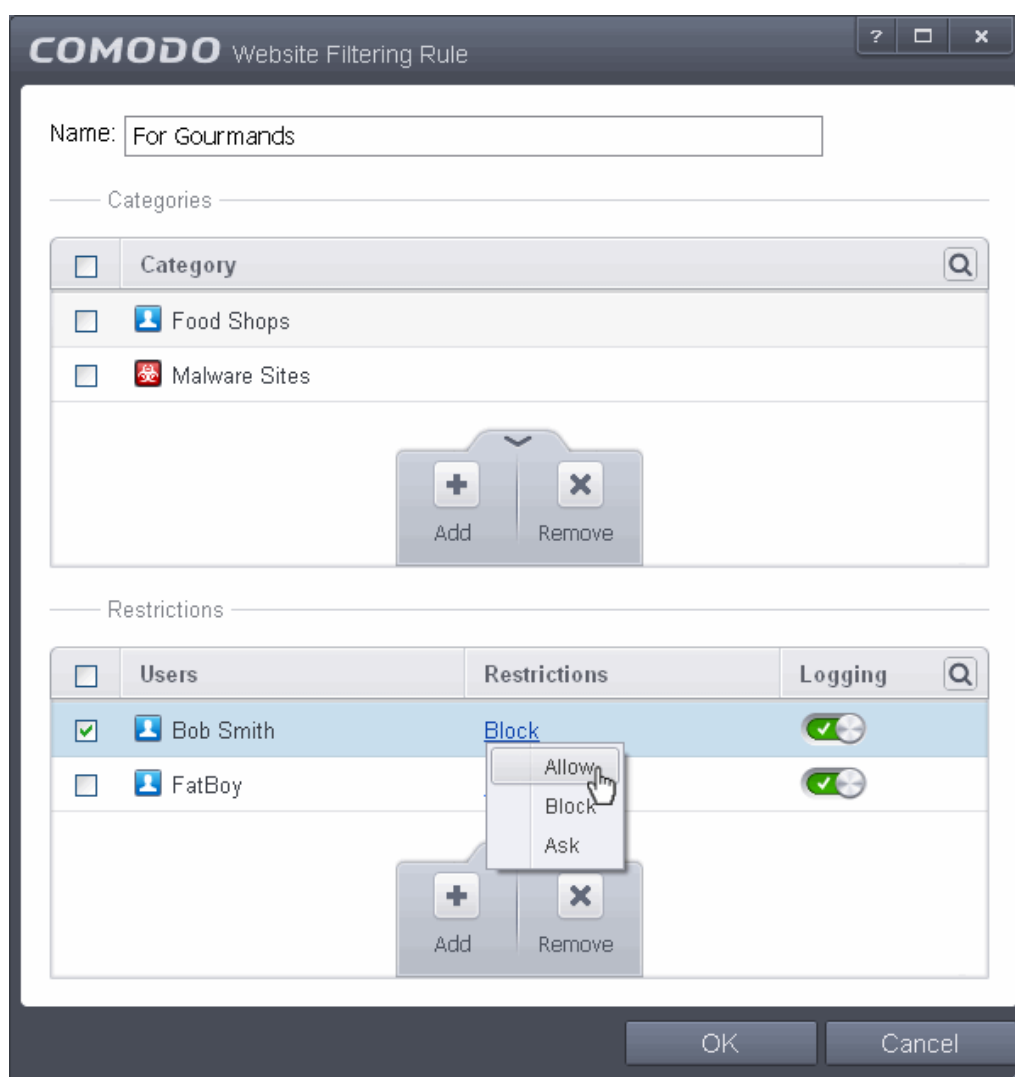 COMODO Website Filtering Rule ?
Name: For Gourmands
Categories
Category
Food Shops
Malware Sites
Add Remove
Restrictions
Users Restrictions Logging
Bob Smith Block
Allow
FatBoy
Block
Ask
Add Remove
OK Cancel